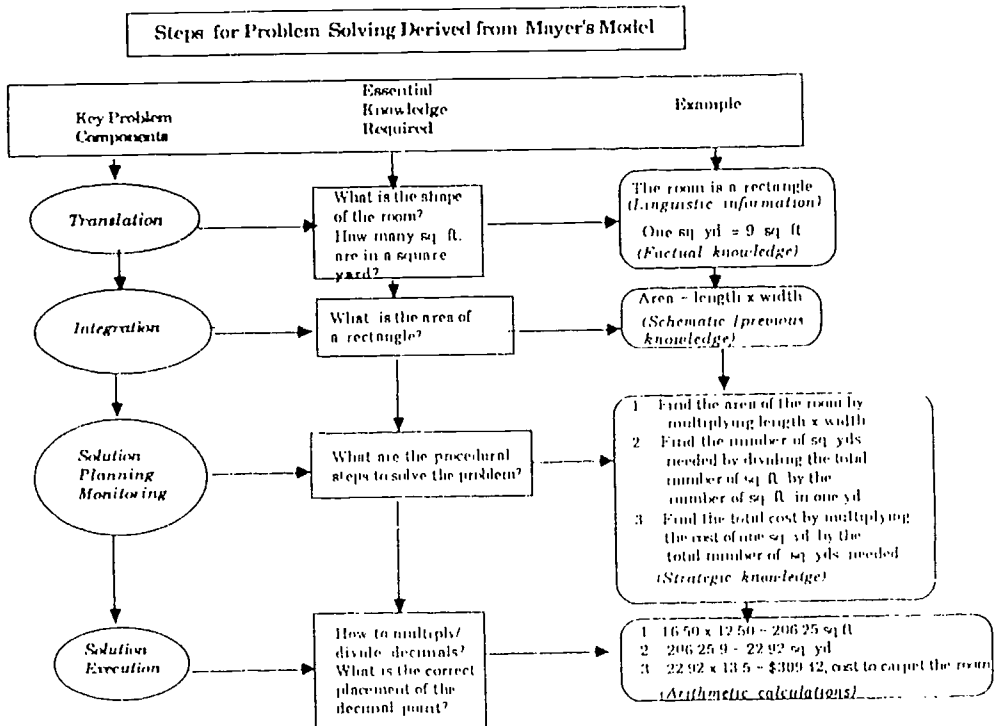 Steps for Problem Solving Derived from Mayer's Model
Key Problem
Components
Essential
Knowledge
Required
Example
Translation
What is the shape
of the room?
How many sq. ft.
are in a square
yard?
The room is a rectangle
(Linguistic information)
One sq yd = 9 sq ft
(Factual knowledge)
Integration
What is the area of
a rectangle?
Area = length x width
(Schematic /previous
knowledge)
Solution
Planning
Monitoring
What are the procedural
steps to solve the problem?
1 Find the area of the room by
multiplying length x width
2 Find the number of sq yds
needed by dividing the total
number of sq ft by the
number of sq ft in one yd
3 Find the total cost by multiplying
the cost of one sq yd by the
total number of sq yds needed
(Strategic knowledge)
Solution
Execution
How to multiply/
divide decimals?
What is the correct
placement of the
decimal point?
1 16.50 x 12.50 = 206.25 sq ft
2 206.25 9 = 22.92 sq yd
3 22.92 x 13.5 = $309.42, cost to carpet the room
(Arithmetic calculations)